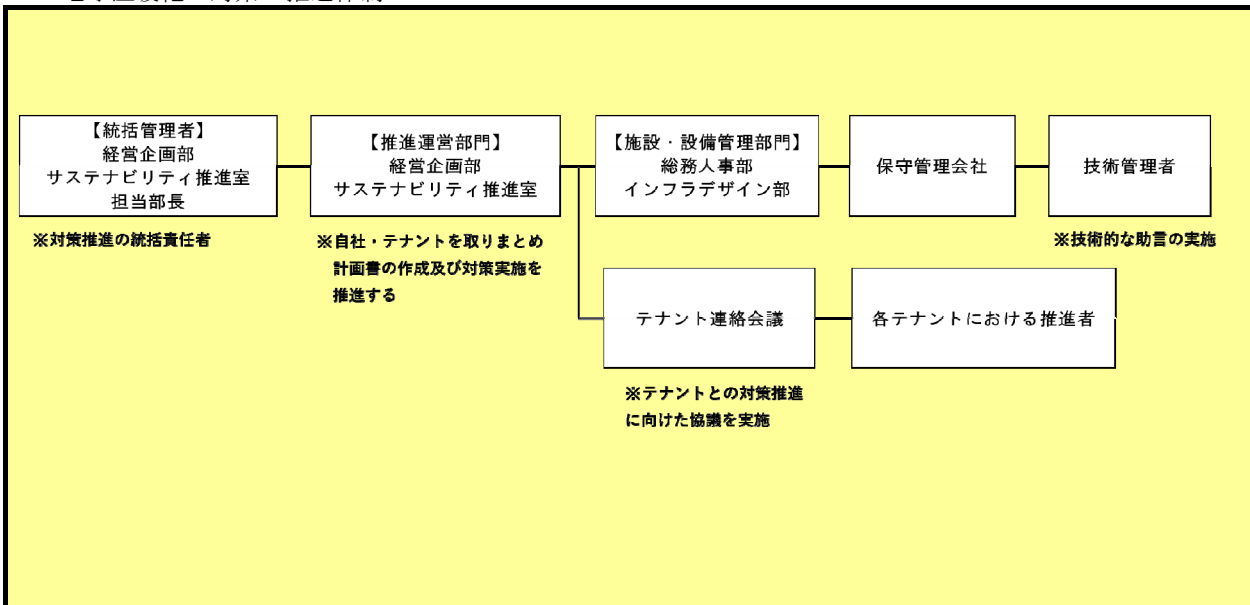 【統括管理者】
経営企画部
サステナビリティ推進室
担当部長
※対策推進の統括責任者
【推進運営部門】
経営企画部
サステナビリティ推進室
※自社・テナントを取りまとめ
計画書の作成及び対策実施を
推進する
【施設・設備管理部門】
総務人事部
インフラデザイン部
保守管理会社
技術管理者
※技術的な助言の実施
テナント連絡会議
※テナントとの対策推進
に向けた協議を実施
各テナントにおける推進者